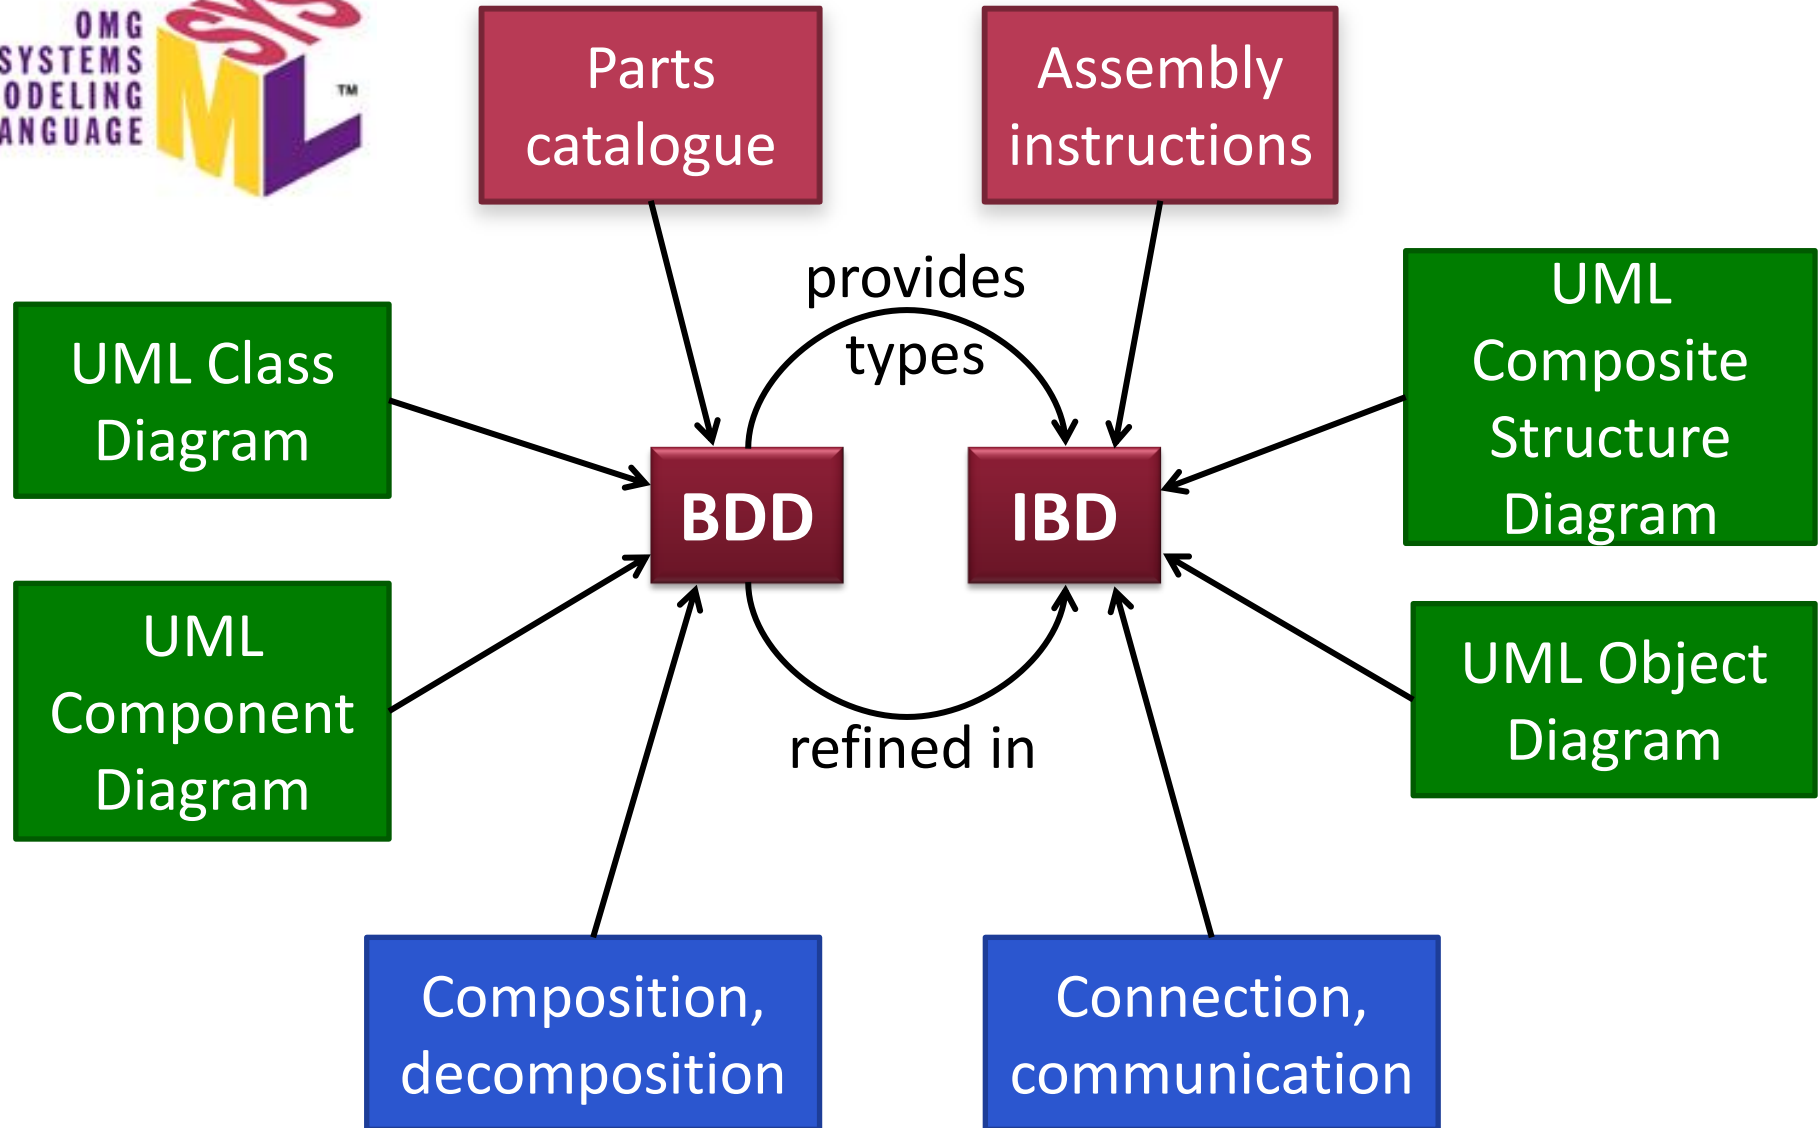 OMG
SYSTEMS
ODELING
ANGUAGE
SYS
ML
TM
Parts
catalogue
Assembly
instructions
provides
types
UML Class
Diagram
UML
Composite
Structure
Diagram
BDD
IBD
UML
Component
Diagram
UML Object
Diagram
refined in
Composition,
decomposition
Connection,
communication